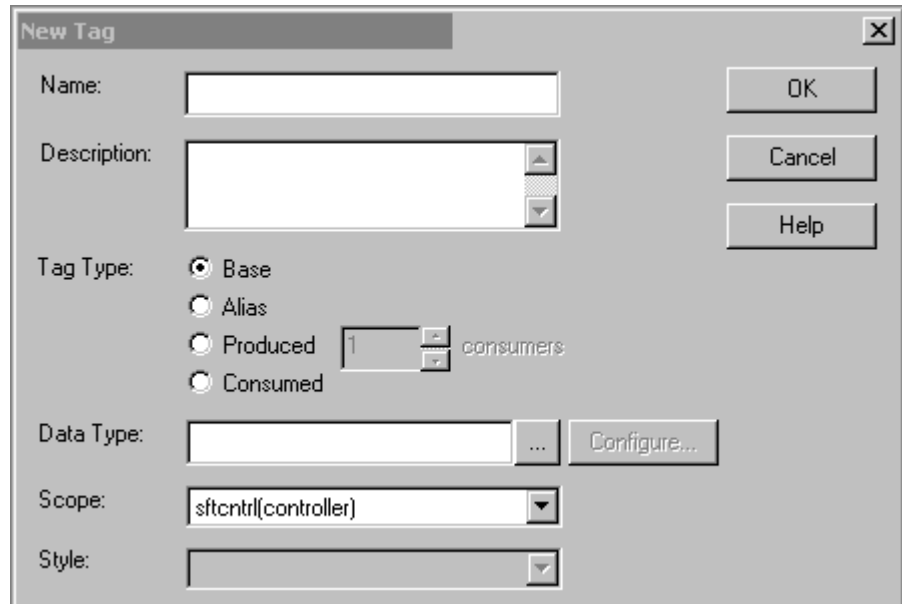 New Tag
Name:
OK
Description:
Cancel
Help
Tag Type:
Base
Alias
Produced 1 consumers
Consumed
Data Type:
... Configure...
Scope:
sftcntrl(controller)
Style: